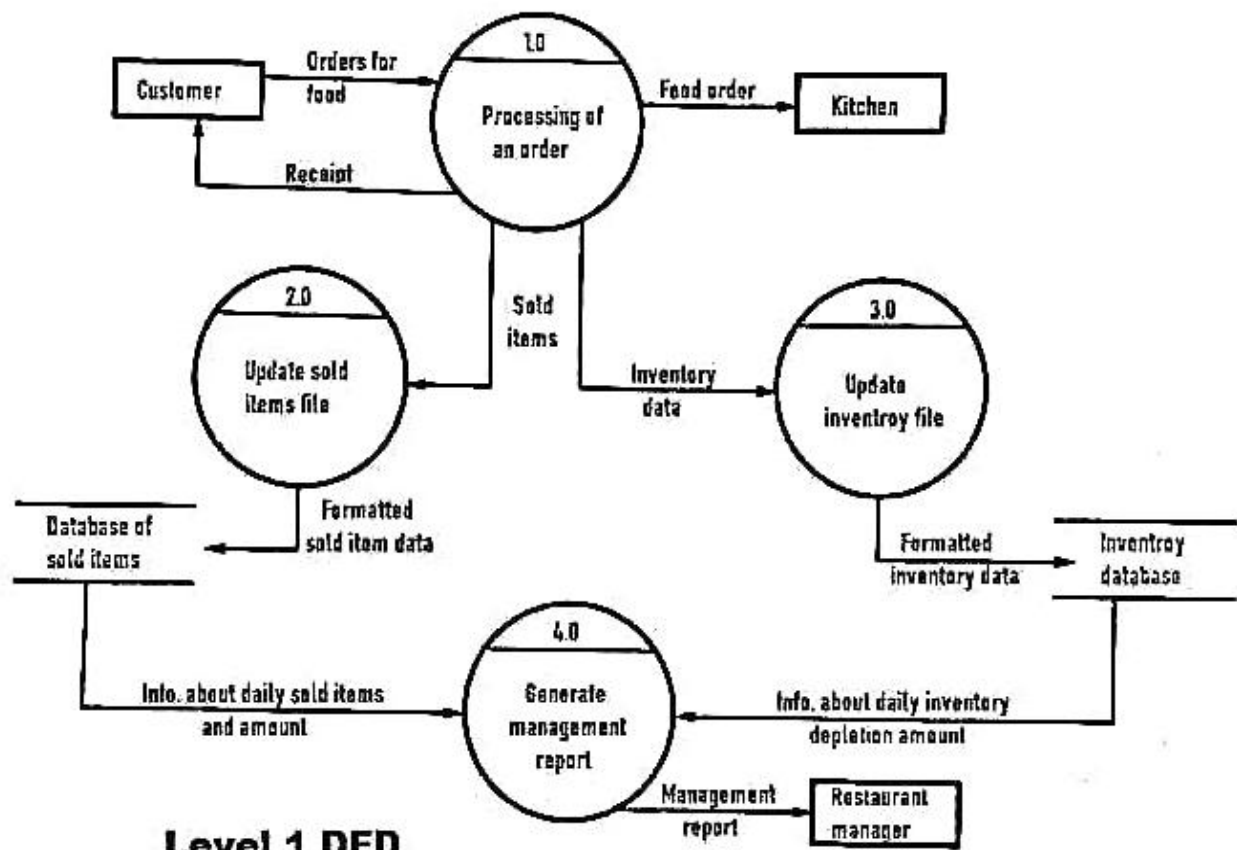 1.0
Orders for
food
Customer
Processing of
an order
Food order
Kitchen
Receipt
2.0
Sold
items
3.0
Update sold
items file
Inventory
data
Update
inventroy file
Formatted
sold item data
Database of
sold items
Formatted
inventory data
Inventroy
database
4.0
Info. about daily sold items
and amount
Generate
management
report
Info. about daily inventory
depletion amount
Management
report
Restaurant
manager
Level 1 DFD